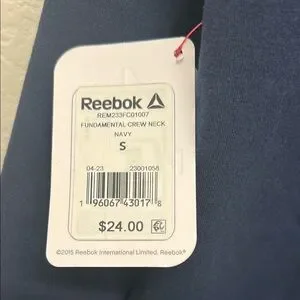 Reebok
REM233FC01007
FUNDAMENTAL CREW NECK
NAVY
S
04-23 23001058
1 96067 43017 8
$24.00
©2015 Reebok International Limited. Reebok®